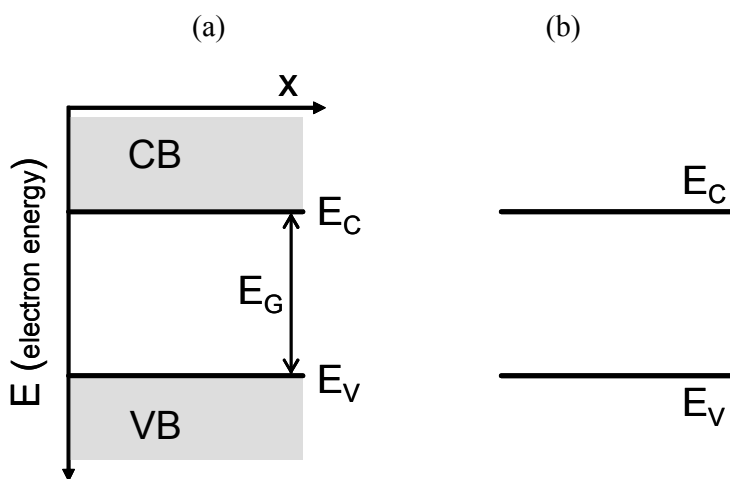 (a)
(b)
x
CB
E_C
E_C
E_G
E (electron energy)
E_V
E_V
VB